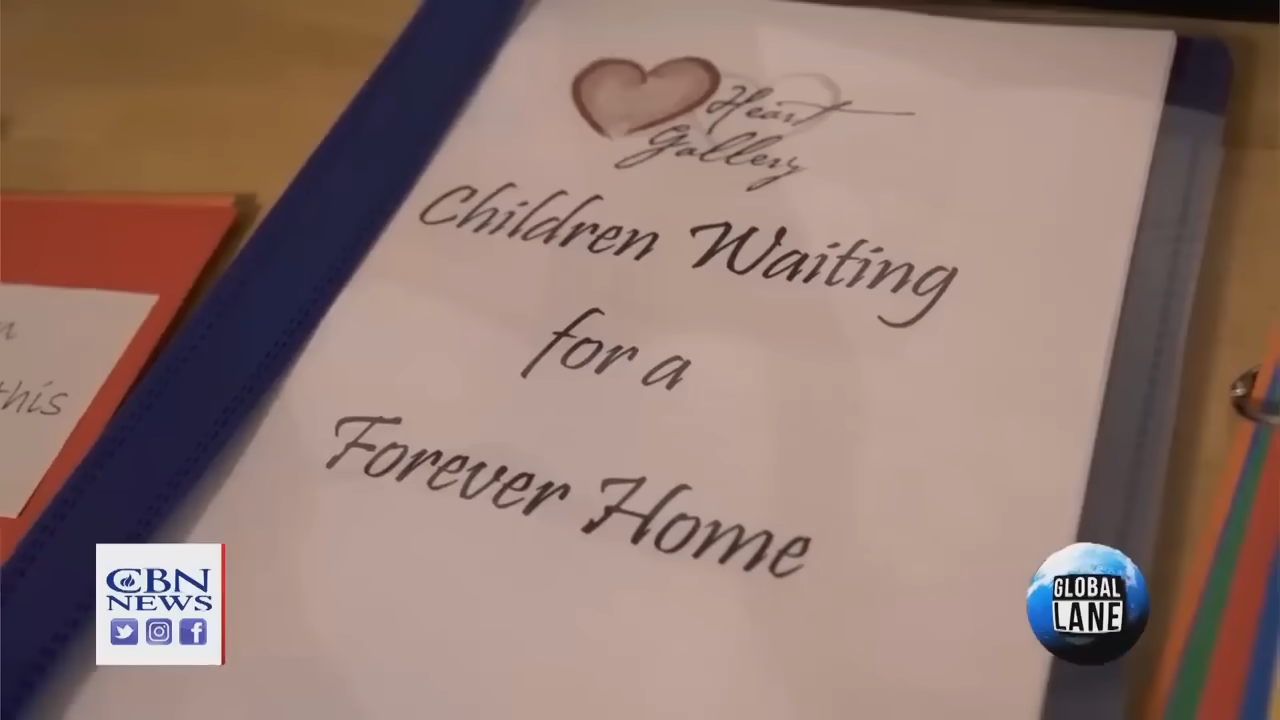 Heart
Gallery
Children Waiting
for a
Forever Home
this
CBN
NEWS
GLOBAL
LANE